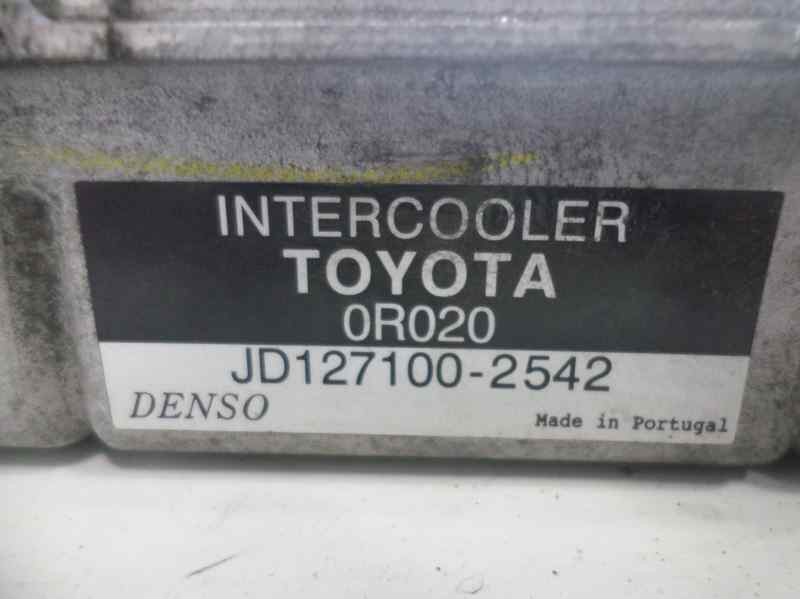 INTERCOOLER
TOYOTA
0R020
JD127100-2542
DENSO
Made in Portugal